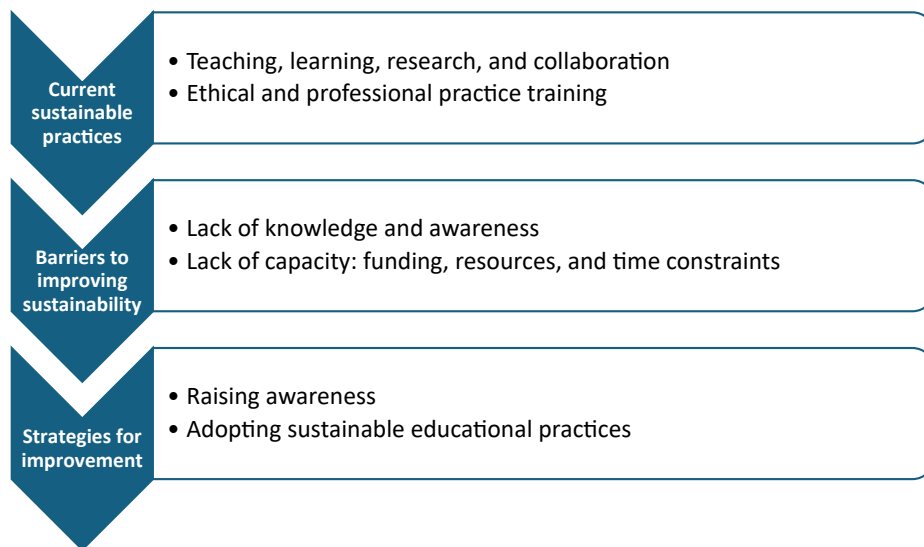 Current
sustainable
practices
• Teaching, learning, research, and collaboration
• Ethical and professional practice training
Barriers to
improving
sustainability
• Lack of knowledge and awareness
• Lack of capacity: funding, resources, and time constraints
Strategies for
improvement
• Raising awareness
• Adopting sustainable educational practices